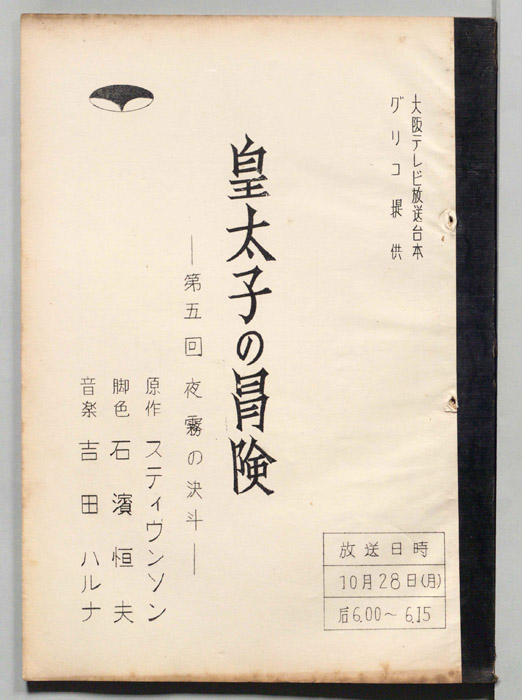 大阪テレビ放送台本
グリコ提供
皇太子の冒険
―第五回 夜霧の決斗―
原作 スティヴンソン
脚色 石濱恒夫
音楽 吉田ハルナ
放送日時
10月28日(月)
后6.00～6.15